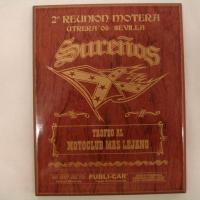 2ª REUNION MOTERA
UTRERA '06 SEVILLA
Sureños
TROFEO AL
MOTOCLUB MAS LEJANO
PUBLI-CAR